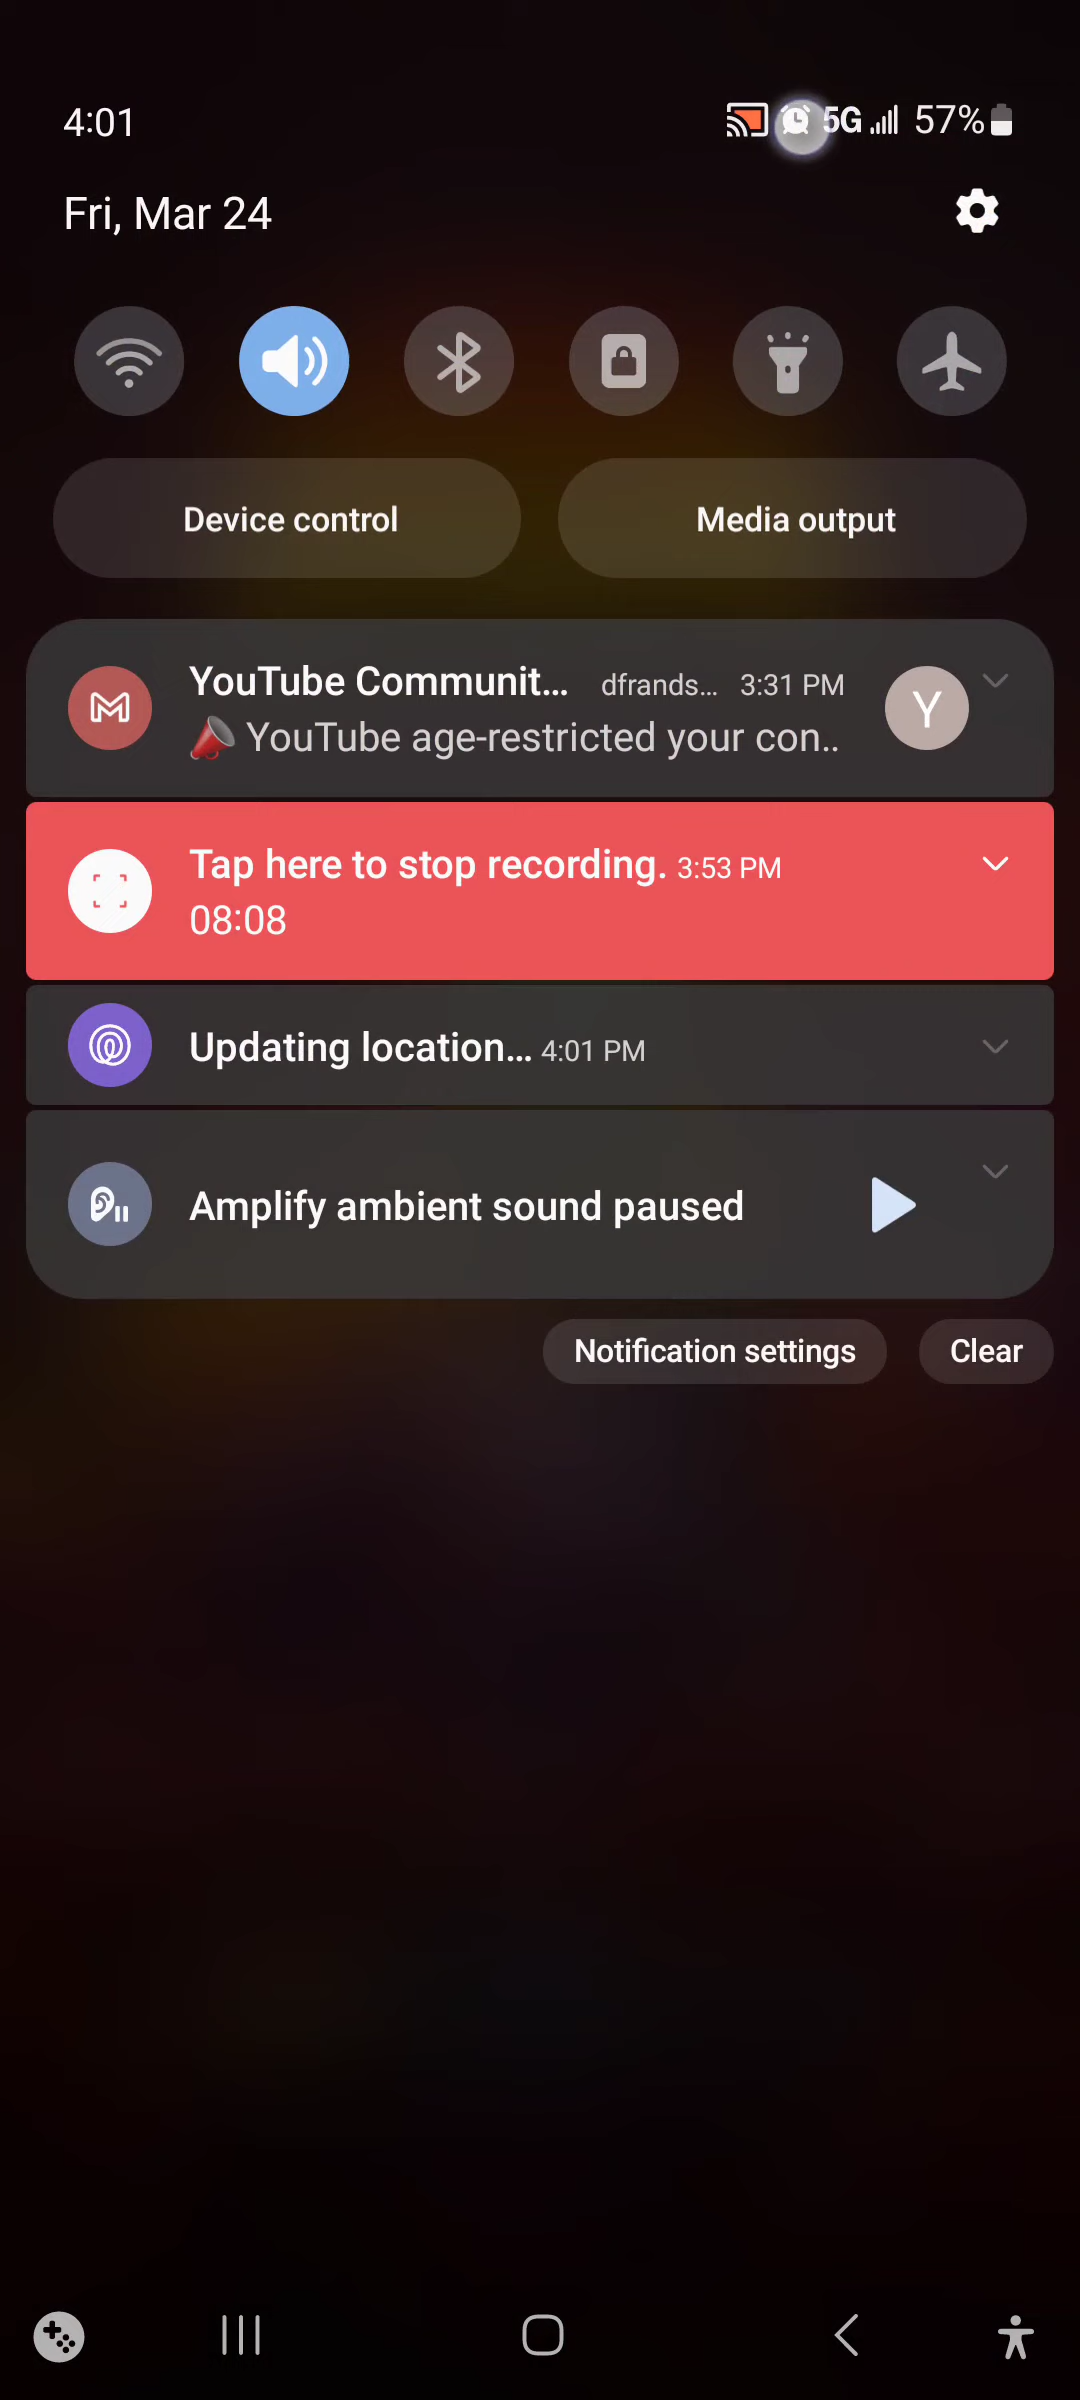 4:01
5G 57%
Fri, Mar 24
Device control
Media output
YouTube Communit... dfrands... 3:31 PM
YouTube age-restricted your con..
Y
Tap here to stop recording. 3:53 PM
08:08
Updating location... 4:01 PM
Amplify ambient sound paused
Notification settings
Clear